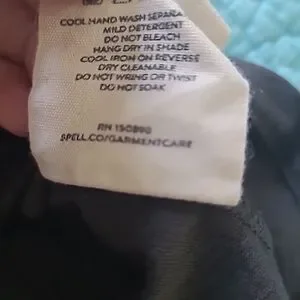 COOL HAND WASH SEPARA
MILD DETERGENT
DO NOT BLEACH
HANG DRY IN SHADE
COOL IRON ON REVERSE
DRY CLEANABLE
DO NOT WRING OR TWIST
DO NOT SOAK
RN 150890
SPELL.CO/GARMENTCARE